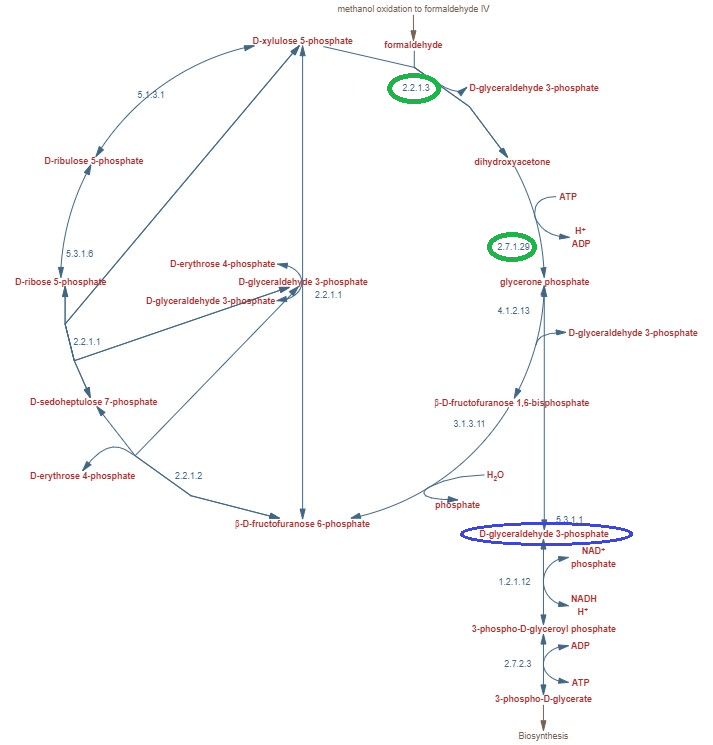 methanol oxidation to formaldehyde IV
D-xylulose 5-phosphate
formaldehyde
2.2.1.3
D-glyceraldehyde 3-phosphate
5.1.3.1
D-ribulose 5-phosphate
dihydroxyacetone
ATP
H+
ADP
2.7.1.29
5.3.1.6
D-erythrose 4-phosphate
D-ribose 5-phosphate
D-glyceraldehyde 3-phosphate
glycerone phosphate
2.2.1.1
D-glyceraldehyde 3-phosphate
4.1.2.13
D-glyceraldehyde 3-phosphate
2.2.1.1
D-sedoheptulose 7-phosphate
β-D-fructofuranose 1,6-bisphosphate
3.1.3.11
D-erythrose 4-phosphate
2.2.1.2
H2O
phosphate
β-D-fructofuranose 6-phosphate
5.3.1.1
D-glyceraldehyde 3-phosphate
NAD+
phosphate
1.2.1.12
NADH
H+
3-phospho-D-glyceroyl phosphate
ADP
2.7.2.3
ATP
3-phospho-D-glycerate
Biosynthesis